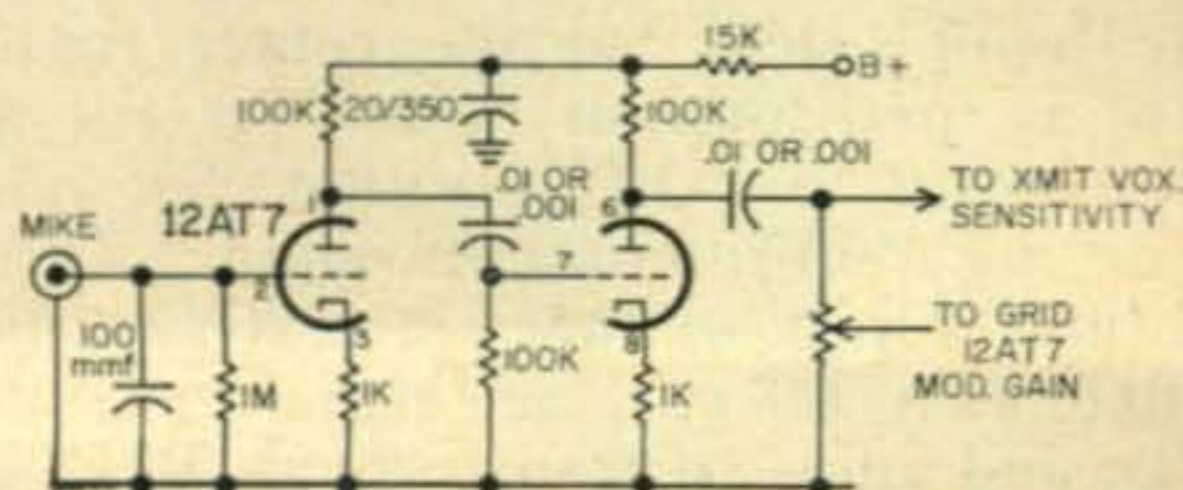 15K
B+
100K
20/350
100K
.01 OR .001
.01 OR
.001
TO XMIT VOX.
SENSITIVITY
MIKE
12AT7
1
6
2
7
3
8
100
mmf
1M
1K
100K
1K
TO GRID
12AT7
MOD. GAIN